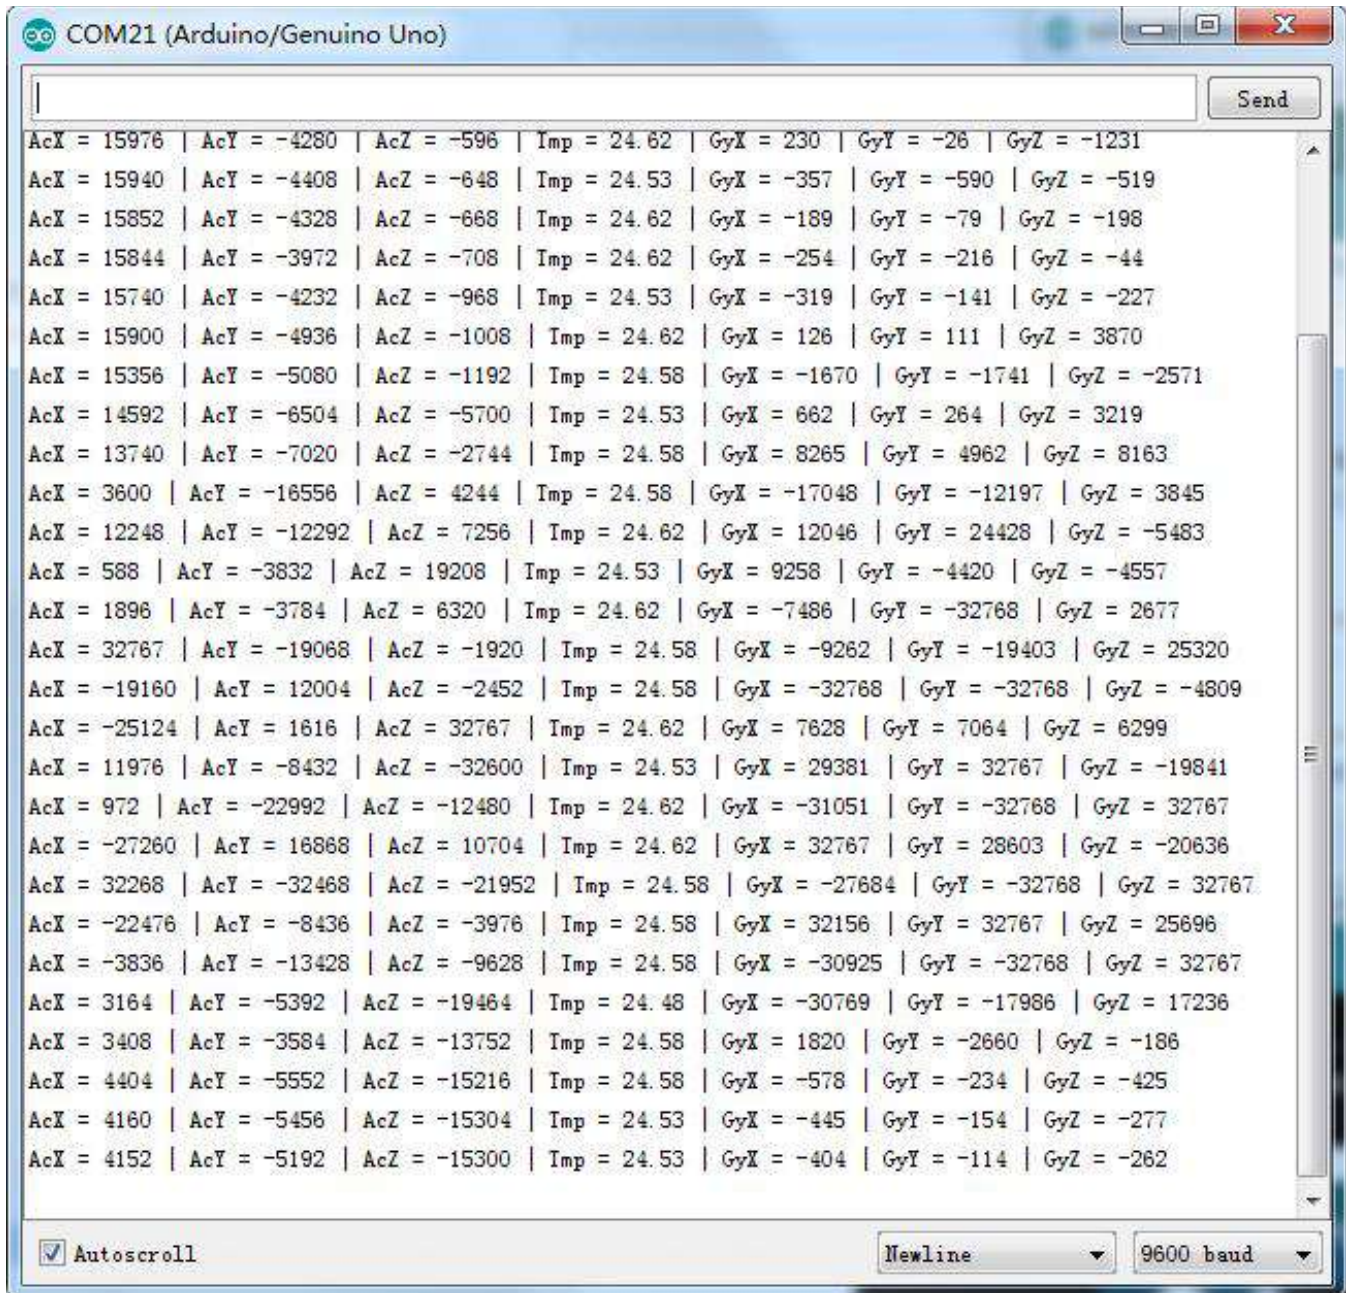 COM21 (Arduino/Genuino Uno)
Send
AcX = 15976 | AcY = -4280 | AcZ = -596 | Tmp = 24.62 | GyX = 230 | GyY = -26 | GyZ = -1231
AcX = 15940 | AcY = -4408 | AcZ = -648 | Tmp = 24.53 | GyX = -357 | GyY = -590 | GyZ = -519
AcX = 15852 | AcY = -4328 | AcZ = -668 | Tmp = 24.62 | GyX = -189 | GyY = -79 | GyZ = -198
AcX = 15844 | AcY = -3972 | AcZ = -708 | Tmp = 24.62 | GyX = -254 | GyY = -216 | GyZ = -44
AcX = 15740 | AcY = -4232 | AcZ = -968 | Tmp = 24.53 | GyX = -319 | GyY = -141 | GyZ = -227
AcX = 15900 | AcY = -4936 | AcZ = -1008 | Tmp = 24.62 | GyX = 126 | GyY = 111 | GyZ = 3870
AcX = 15356 | AcY = -5080 | AcZ = -1192 | Tmp = 24.58 | GyX = -1670 | GyY = -1741 | GyZ = -2571
AcX = 14592 | AcY = -6504 | AcZ = -5700 | Tmp = 24.53 | GyX = 662 | GyY = 264 | GyZ = 3219
AcX = 13740 | AcY = -7020 | AcZ = -2744 | Tmp = 24.58 | GyX = 8265 | GyY = 4962 | GyZ = 8163
AcX = 3600 | AcY = -16556 | AcZ = 4244 | Tmp = 24.58 | GyX = -17048 | GyY = -12197 | GyZ = 3845
AcX = 12248 | AcY = -12292 | AcZ = 7256 | Tmp = 24.62 | GyX = 12046 | GyY = 24428 | GyZ = -5483
AcX = 588 | AcY = -3832 | AcZ = 19208 | Tmp = 24.53 | GyX = 9258 | GyY = -4420 | GyZ = -4557
AcX = 1896 | AcY = -3784 | AcZ = 6320 | Tmp = 24.62 | GyX = -7486 | GyY = -32768 | GyZ = 2677
AcX = 32767 | AcY = -19068 | AcZ = -1920 | Tmp = 24.58 | GyX = -9262 | GyY = -19403 | GyZ = 25320
AcX = -19160 | AcY = 12004 | AcZ = -2452 | Tmp = 24.58 | GyX = -32768 | GyY = -32768 | GyZ = -4809
AcX = -25124 | AcY = 1616 | AcZ = 32767 | Tmp = 24.62 | GyX = 7628 | GyY = 7064 | GyZ = 6299
AcX = 11976 | AcY = -8432 | AcZ = -32600 | Tmp = 24.53 | GyX = 29381 | GyY = 32767 | GyZ = -19841
AcX = 972 | AcY = -22992 | AcZ = -12480 | Tmp = 24.62 | GyX = -31051 | GyY = -32768 | GyZ = 32767
AcX = -27260 | AcY = 16868 | AcZ = 10704 | Tmp = 24.62 | GyX = 32767 | GyY = 28603 | GyZ = -20636
AcX = 32268 | AcY = -32468 | AcZ = -21952 | Tmp = 24.58 | GyX = -27684 | GyY = -32768 | GyZ = 32767
AcX = -22476 | AcY = -8436 | AcZ = -3976 | Tmp = 24.58 | GyX = 32156 | GyY = 32767 | GyZ = 25696
AcX = -3836 | AcY = -13428 | AcZ = -9628 | Tmp = 24.58 | GyX = -30925 | GyY = -32768 | GyZ = 32767
AcX = 3164 | AcY = -5392 | AcZ = -19464 | Tmp = 24.48 | GyX = -30769 | GyY = -17986 | GyZ = 17236
AcX = 3408 | AcY = -3584 | AcZ = -13752 | Tmp = 24.58 | GyX = 1820 | GyY = -2660 | GyZ = -186
AcX = 4404 | AcY = -5552 | AcZ = -15216 | Tmp = 24.58 | GyX = -578 | GyY = -234 | GyZ = -425
AcX = 4160 | AcY = -5456 | AcZ = -15304 | Tmp = 24.53 | GyX = -445 | GyY = -154 | GyZ = -277
AcX = 4152 | AcY = -5192 | AcZ = -15300 | Tmp = 24.53 | GyX = -404 | GyY = -114 | GyZ = -262
Autoscroll
Newline
9600 baud